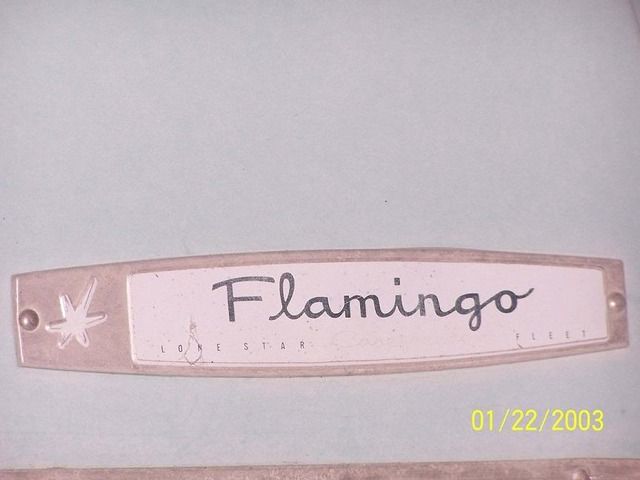 Flamingo
LONE STAR FLEET
01/22/2003